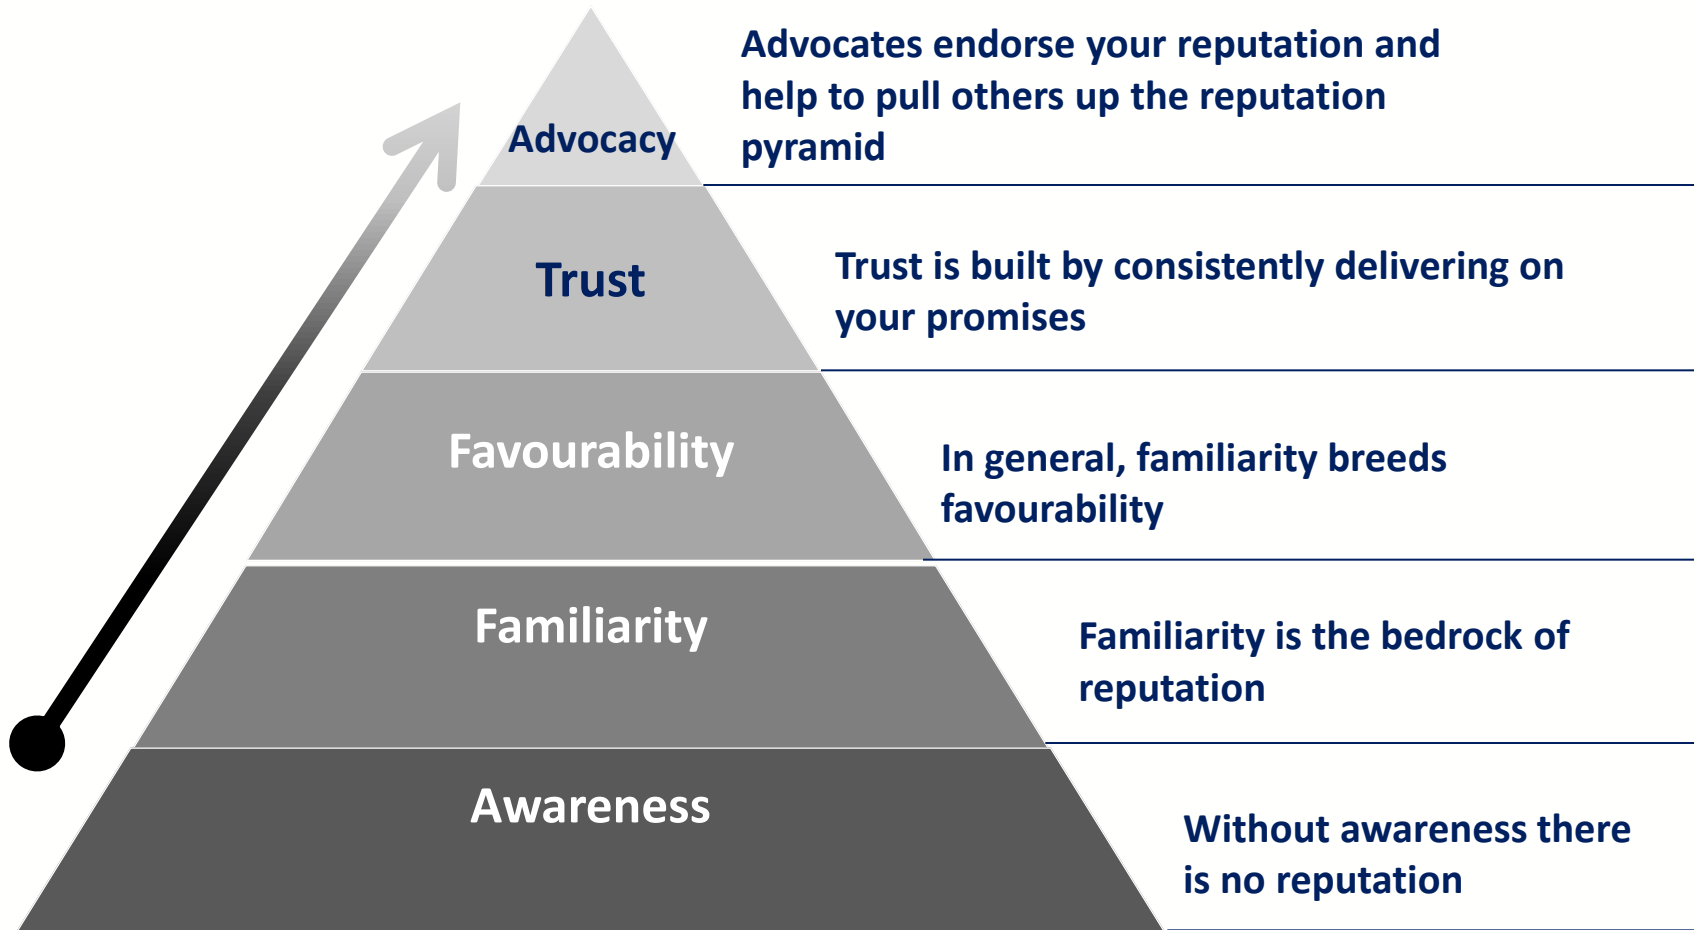 Advocacy
Advocates endorse your reputation and
help to pull others up the reputation
pyramid
Trust
Trust is built by consistently delivering on
your promises
Favourability
In general, familiarity breeds
favourability
Familiarity
Familiarity is the bedrock of
reputation
Awareness
Without awareness there
is no reputation